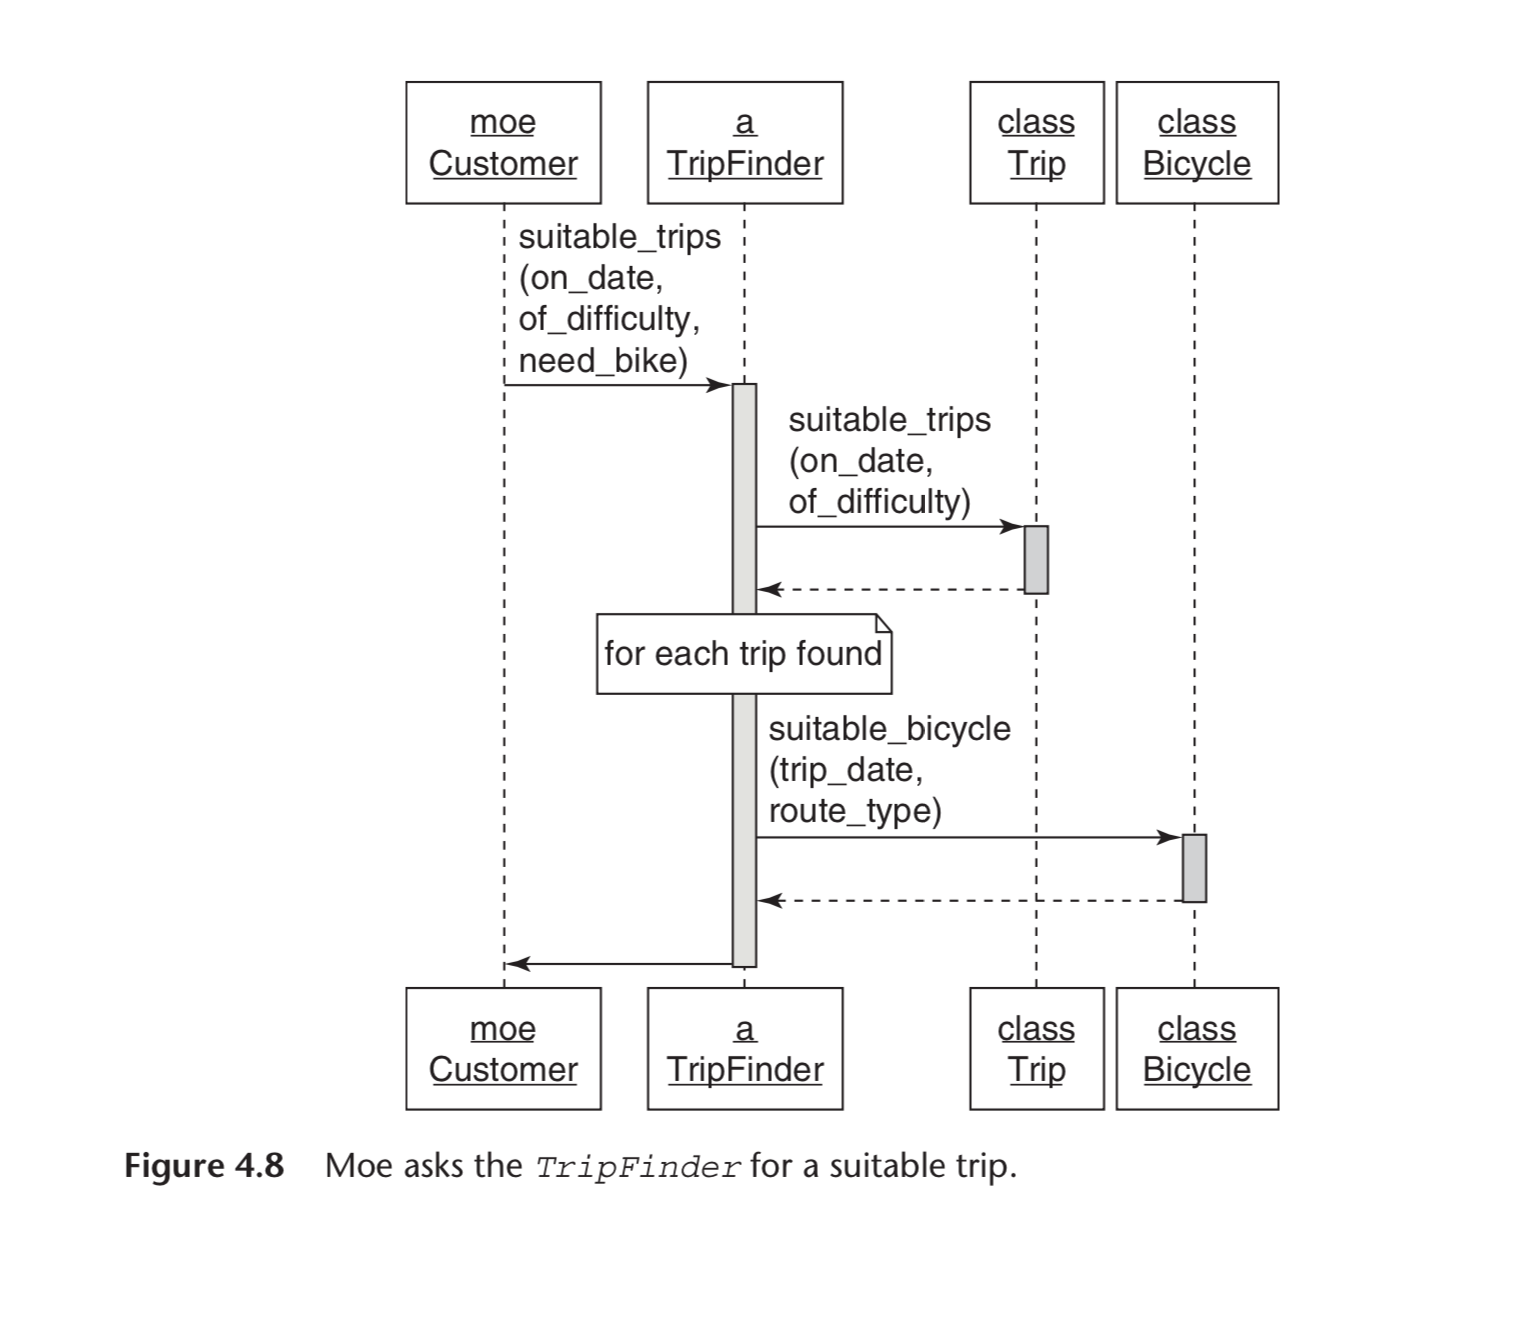 moe
Customer
a
TripFinder
class
Trip
class
Bicycle
suitable_trips
(on_date,
of_difficulty,
need_bike)
suitable_trips
(on_date,
of_difficulty)
for each trip found
suitable_bicycle
(trip_date,
route_type)
moe
Customer
a
TripFinder
class
Trip
class
Bicycle
Figure 4.8 Moe asks the TripFinder for a suitable trip.